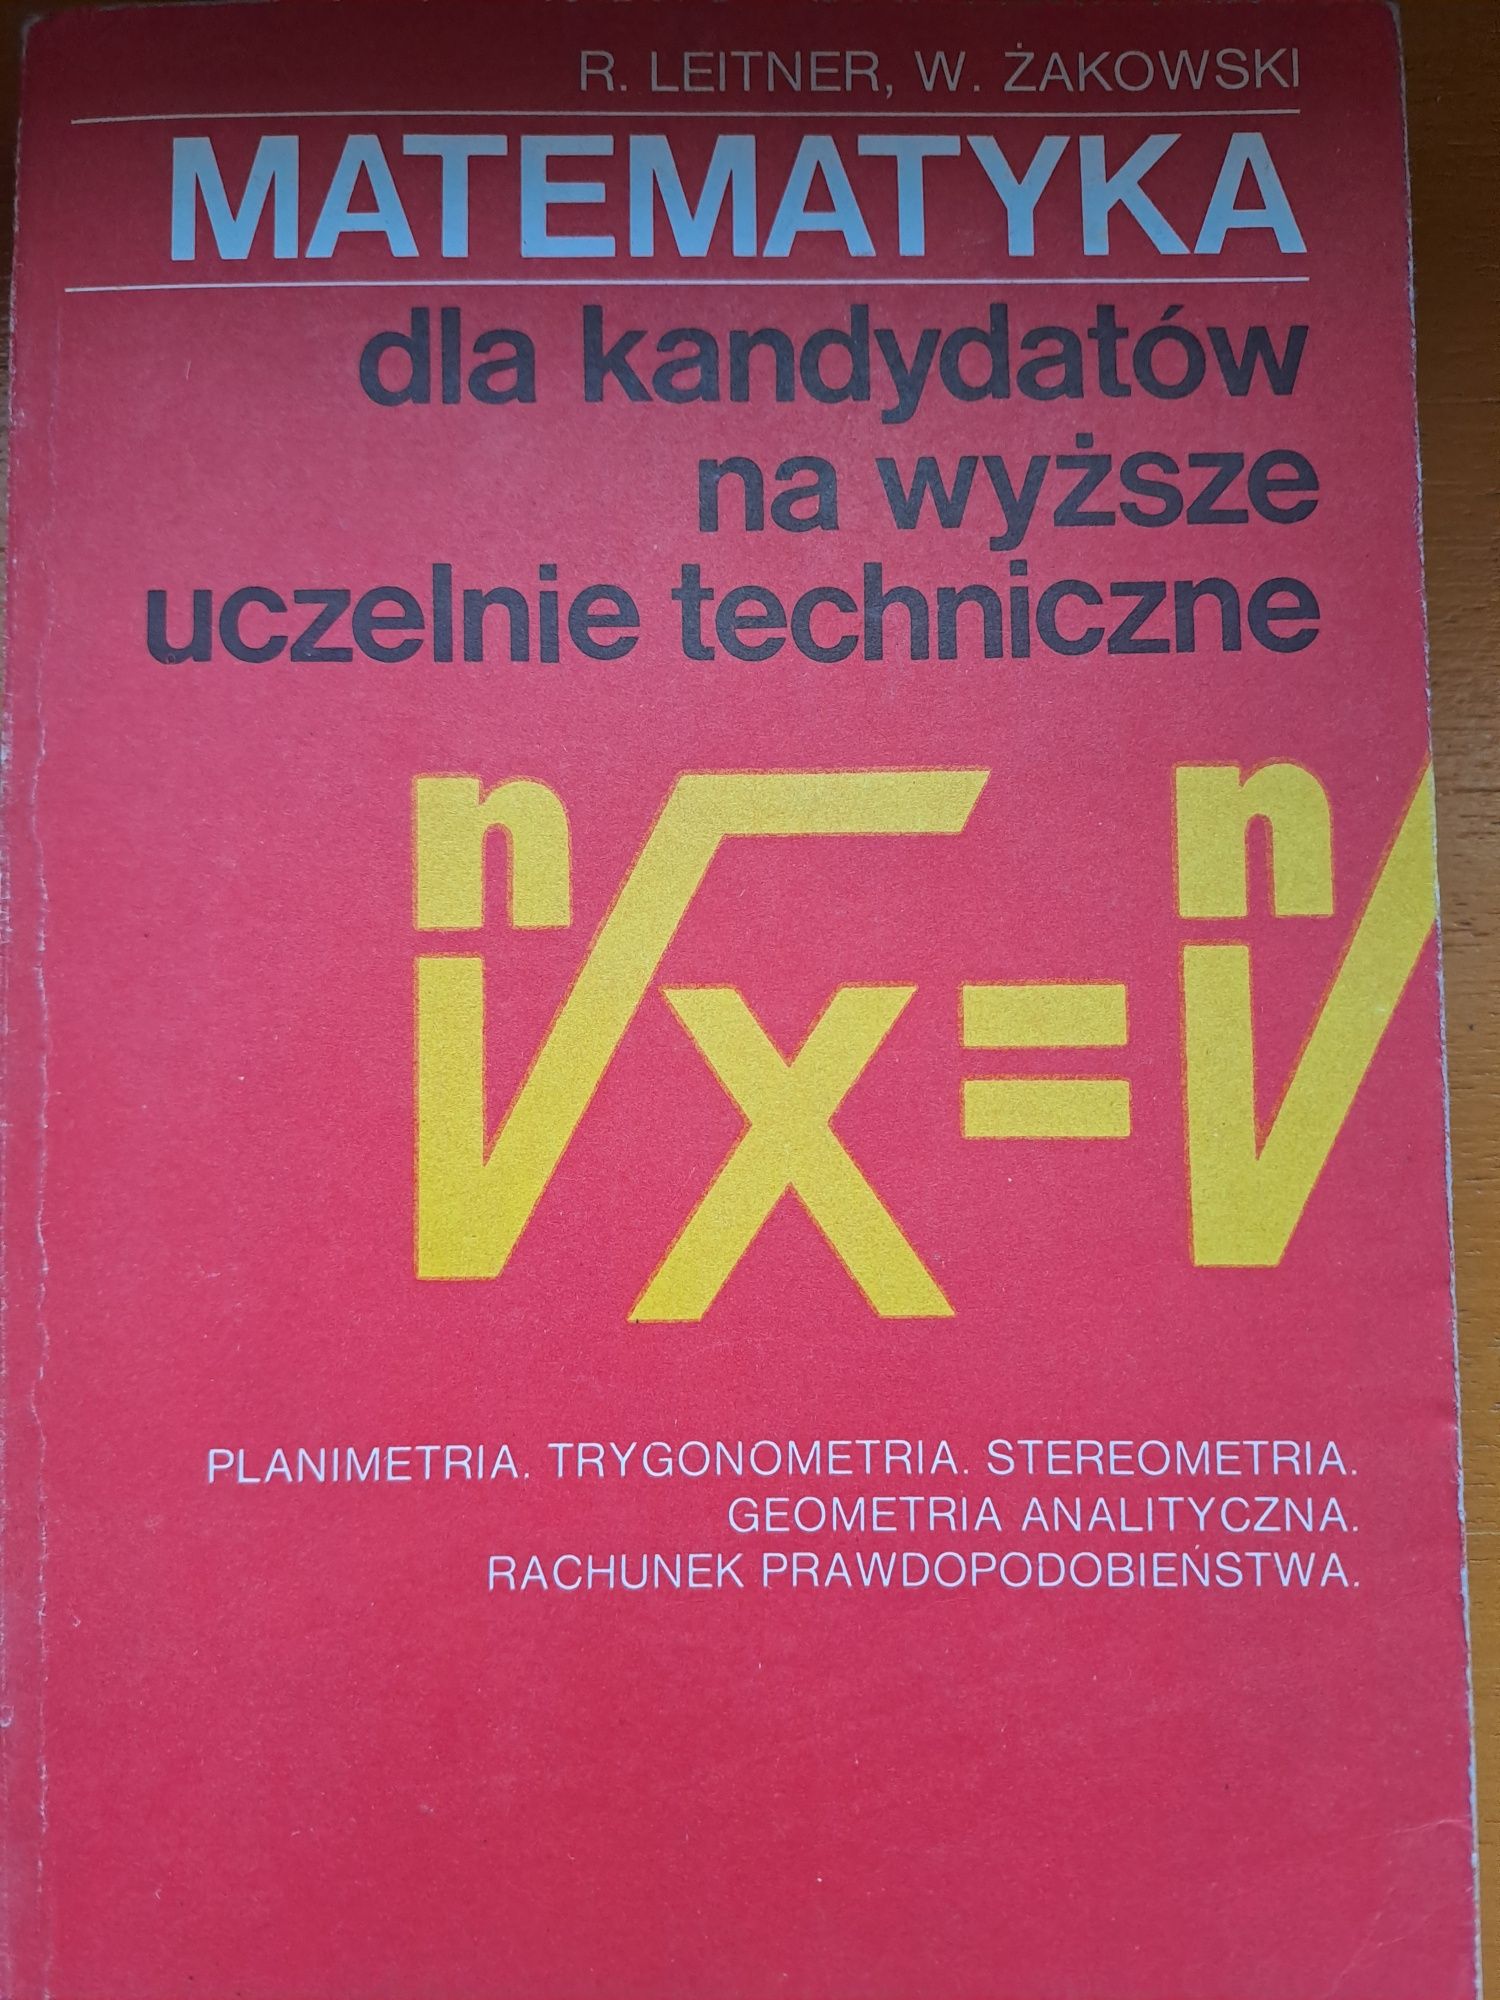 R. LEITNER, W. ŻAKOWSKI
MATEMATYKA
dla kandydatów
na wyższe
uczelnie techniczne
n√x=n√
PLANIMETRIA. TRYGONOMETRIA. STEREOMETRIA.
GEOMETRIA ANALITYCZNA.
RACHUNEK PRAWDOPODOBIEŃSTWA.